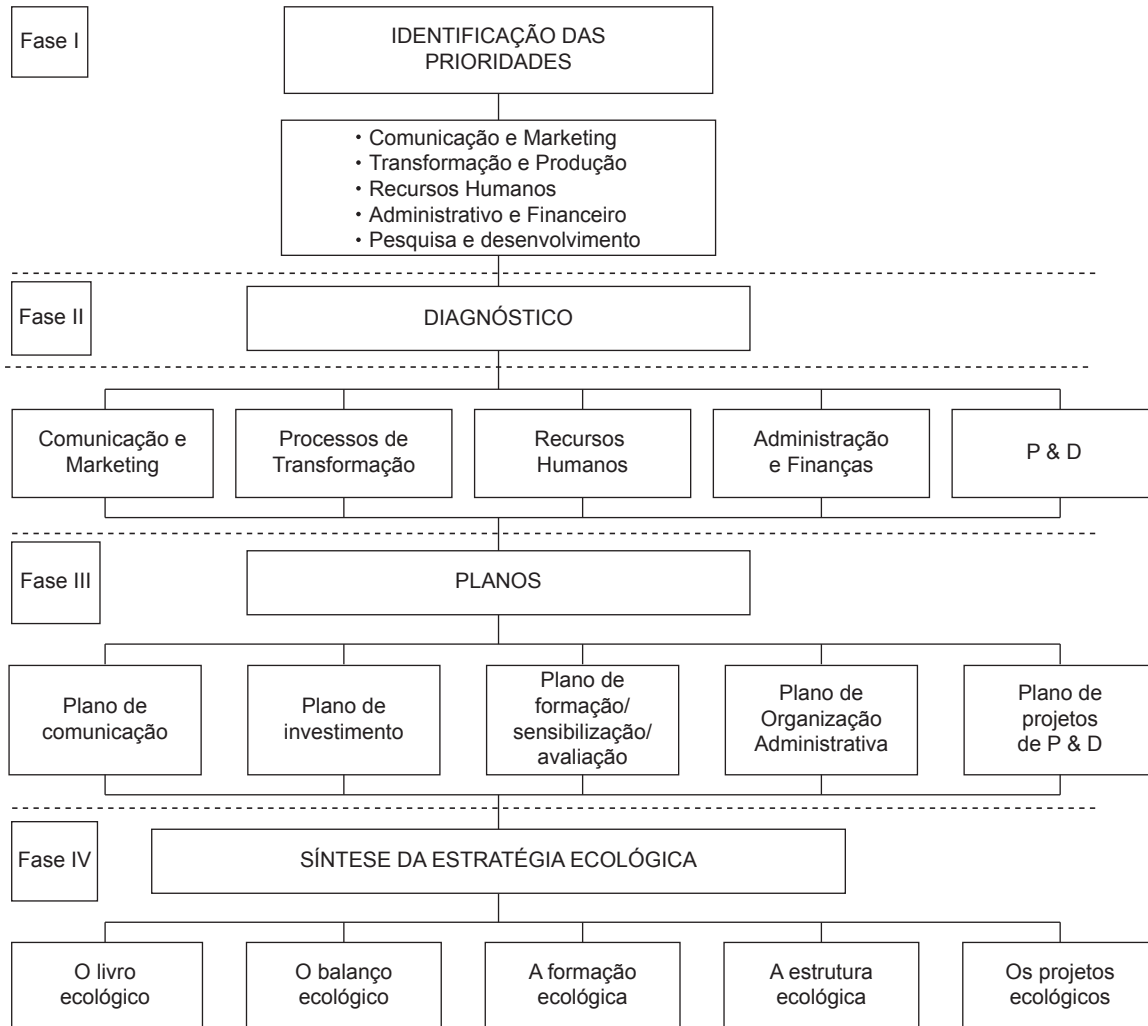 Fase I
IDENTIFICAÇÃO DAS
PRIORIDADES
• Comunicação e Marketing
• Transformação e Produção
• Recursos Humanos
• Administrativo e Financeiro
• Pesquisa e desenvolvimento
Fase II
DIAGNÓSTICO
Comunicação e
Marketing
Processos de
Transformação
Recursos
Humanos
Administração
e Finanças
P & D
Fase III
PLANOS
Plano de
comunicação
Plano de
investimento
Plano de
formação/
sensibilização/
avaliação
Plano de
Organização
Administrativa
Plano de
projetos
de P & D
Fase IV
SÍNTESE DA ESTRATÉGIA ECOLÓGICA
O livro
ecológico
O balanço
ecológico
A formação
ecológica
A estrutura
ecológica
Os projetos
ecológicos